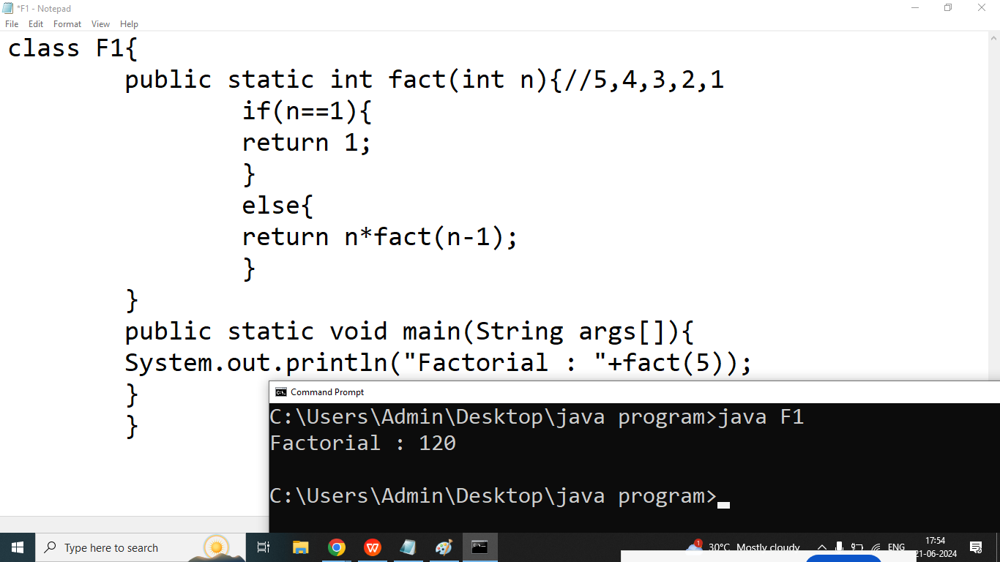 *F1 - Notepad
File Edit Format View Help
class F1{
public static int fact(int n){//5,4,3,2,1
if(n==1){
return 1;
}
else{
return n*fact(n-1);
}
}
public static void main(String args[]){
System.out.println("Factorial : "+fact(5));
}
}
Command Prompt
C:\Users\Admin\Desktop\java program>java F1
Factorial : 120
C:\Users\Admin\Desktop\java program>
Type here to search
1
30°C Mostly cloudy
ENG
17:54
21-06-2024